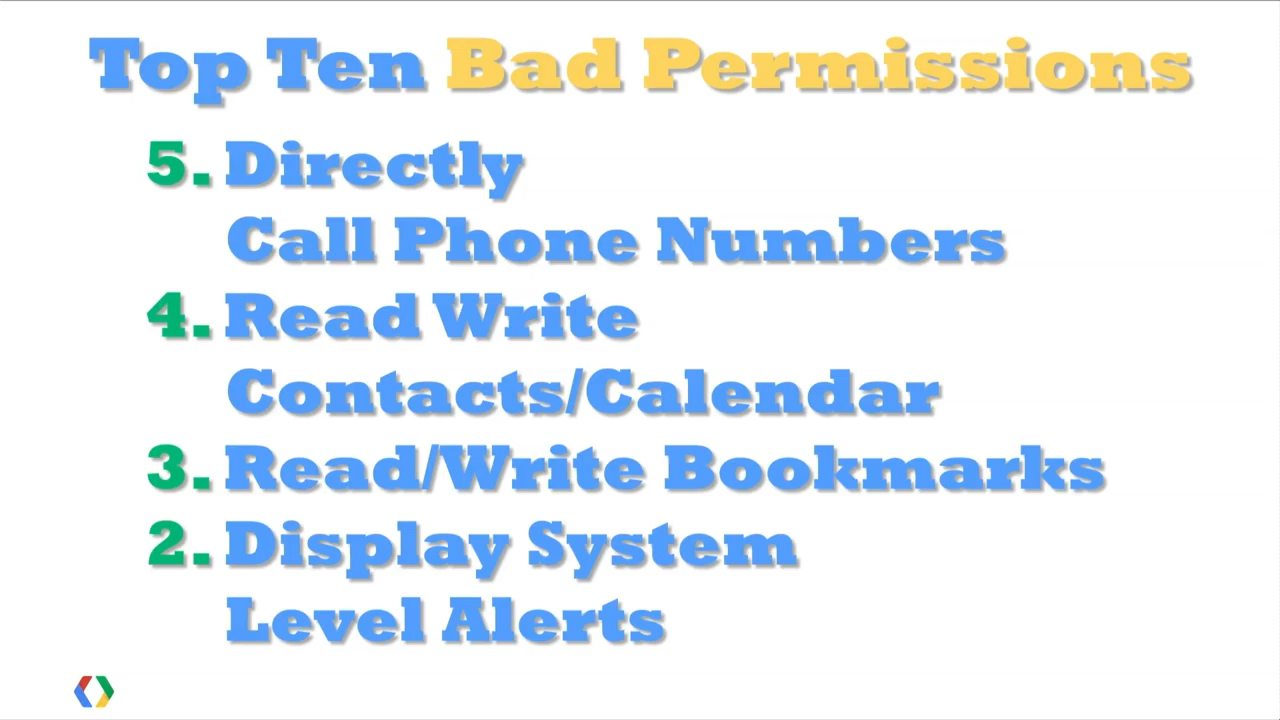 Top Ten Bad Permissions
5. Directly
Call Phone Numbers
4. Read Write
Contacts/Calendar
3. Read/Write Bookmarks
2. Display System
Level Alerts